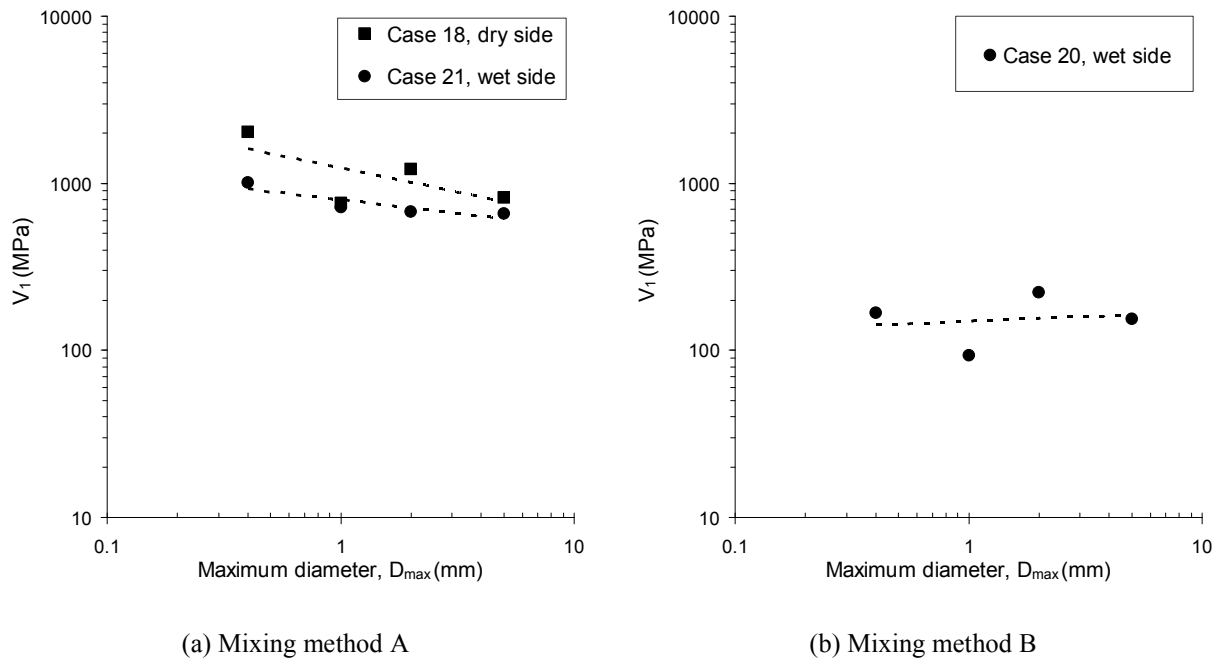 10000
1000
100
10
V1 (MPa)
Case 18, dry side
Case 21, wet side
0.1 1 10
Maximum diameter, Dmax (mm)
(a) Mixing method A
10000
1000
100
10
V1 (MPa)
Case 20, wet side
0.1 1 10
Maximum diameter, Dmax (mm)
(b) Mixing method B